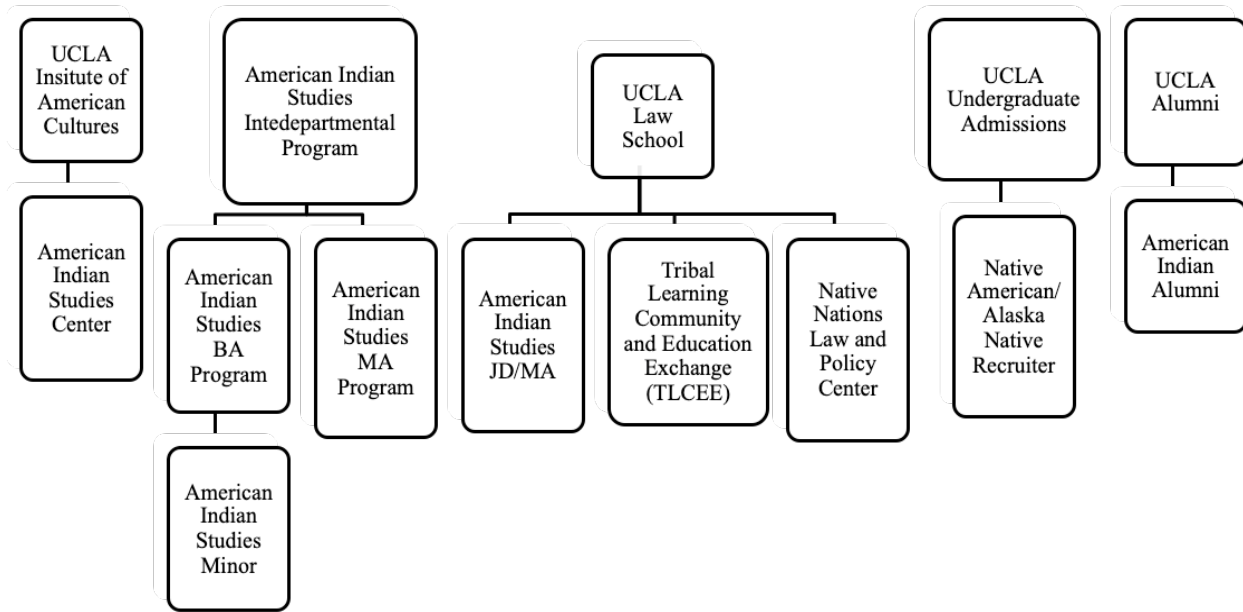 UCLA
Insitute of
American
Cultures
American Indian
Studies
Intedepartmental
Program
UCLA
Law
School
UCLA
Undergraduate
Admissions
UCLA
Alumni
American
Indian
Studies
Center
American
Indian
Studies
BA
Program
American
Indian
Studies
MA
Program
American
Indian
Studies
JD/MA
Tribal
Learning
Community
and Education
Exchange
(TLCEE)
Native
Nations
Law and
Policy
Center
Native
American/
Alaska
Native
Recruiter
American
Indian
Alumni
American
Indian
Studies
Minor